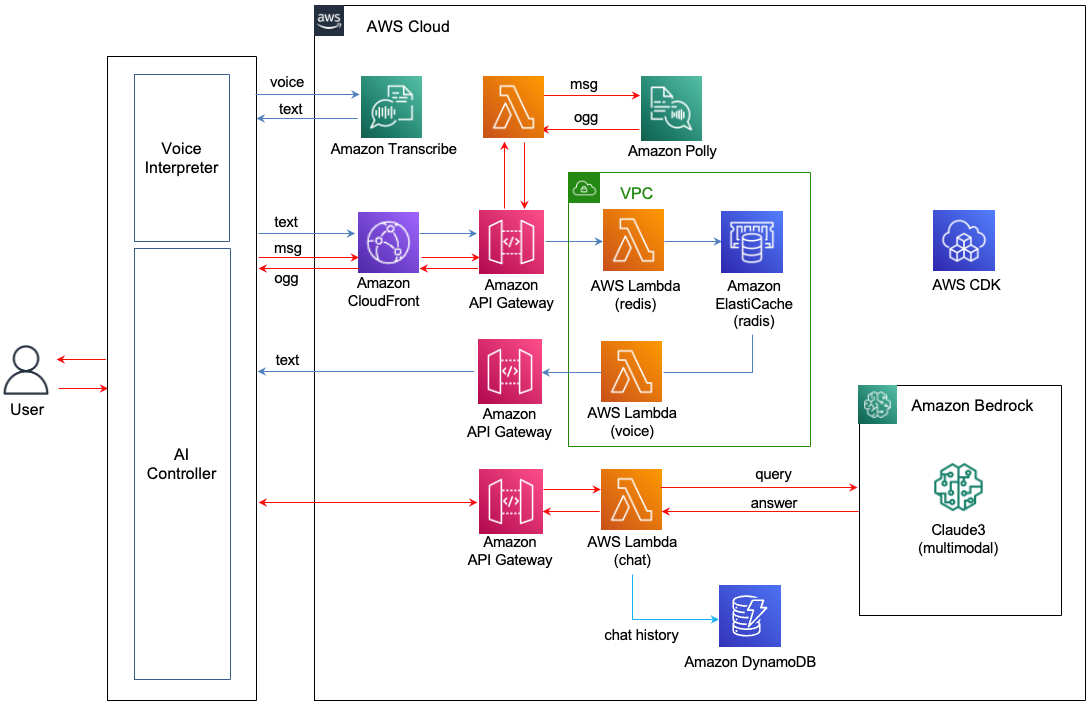 aws
AWS Cloud
voice
text
Amazon Transcribe
msg
ogg
Amazon Polly
Voice
Interpreter
VPC
text
msg
ogg
Amazon
CloudFront
Amazon
API Gateway
AWS Lambda
(redis)
Amazon
ElastiCache
(radis)
AWS CDK
User
text
Amazon
API Gateway
AWS Lambda
(voice)
AI
Controller
Amazon Bedrock
query
answer
Claude3
(multimodal)
Amazon
API Gateway
AWS Lambda
(chat)
chat history
Amazon DynamoDB